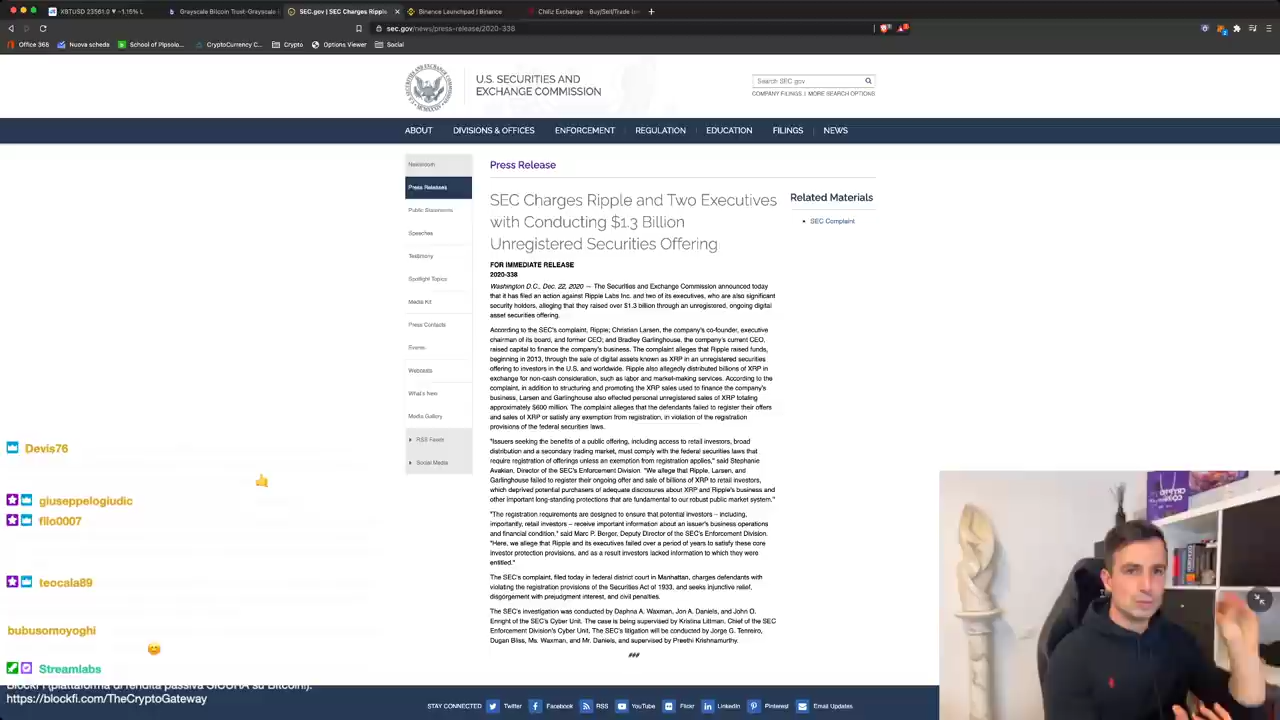 XBTUSD 23561.0 ▼ −1.15% L
Grayscale Bitcoin Trust-Grayscale
SEC.gov | SEC Charges Ripple
Binance Launchpad | Binance
Chiliz Exchange - Buy/Sell/Trade
sec.gov/news/press-release/2020-338
Office 365
Nuova scheda
School of Pipsolo...
CryptoCurrency C...
Crypto
Options Viewer
Social
U.S. SECURITIES AND
EXCHANGE COMMISSION
Search SEC.gov
COMPANY FILINGS | MORE SEARCH OPTIONS
ABOUT
DIVISIONS & OFFICES
ENFORCEMENT
REGULATION
EDUCATION
FILINGS
NEWS
Newsroom
Press Releases
Public Statements
Speeches
Testimony
Spotlight Topics
Media Kit
Press Contacts
Events
Webcasts
What's New
Media Gallery
RSS Feeds
Social Media
Press Release
SEC Charges Ripple and Two Executives
with Conducting $1.3 Billion
Unregistered Securities Offering
FOR IMMEDIATE RELEASE
2020-338
Washington D.C., Dec. 22, 2020 — The Securities and Exchange Commission announced today
that it has filed an action against Ripple Labs Inc. and two of its executives, who are also significant
security holders, alleging that they raised over $1.3 billion through an unregistered, ongoing digital
asset securities offering.
According to the SEC's complaint, Ripple; Christian Larsen, the company's co-founder, executive
chairman of its board, and former CEO; and Bradley Garlinghouse, the company's current CEO,
raised capital to finance the company's business. The complaint alleges that Ripple raised funds,
beginning in 2013, through the sale of digital assets known as XRP in an unregistered securities
offering to investors in the U.S. and worldwide. Ripple also allegedly distributed billions of XRP in
exchange for non-cash consideration, such as labor and market-making services. According to the
complaint, in addition to structuring and promoting the XRP sales used to finance the company's
business, Larsen and Garlinghouse also effected personal unregistered sales of XRP totaling
approximately $600 million. The complaint alleges that the defendants failed to register their offers
and sales of XRP or satisfy any exemption from registration, in violation of the registration
provisions of the federal securities laws.
"Issuers seeking the benefits of a public offering, including access to retail investors, broad
distribution and a secondary trading market, must comply with the federal securities laws that
require registration of offerings unless an exemption from registration applies," said Stephanie
Avakian, Director of the SEC's Enforcement Division. "We allege that Ripple, Larsen, and
Garlinghouse failed to register their ongoing offer and sale of billions of XRP to retail investors,
which deprived potential purchasers of adequate disclosures about XRP and Ripple's business and
other important long-standing protections that are fundamental to our robust public market system."
"The registration requirements are designed to ensure that potential investors – including,
importantly, retail investors – receive important information about an issuer's business operations
and financial condition," said Marc P. Berger, Deputy Director of the SEC's Enforcement Division.
"Here, we allege that Ripple and its executives failed over a period of years to satisfy these core
investor protection provisions, and as a result investors lacked information to which they were
entitled."
The SEC's complaint, filed today in federal district court in Manhattan, charges defendants with
violating the registration provisions of the Securities Act of 1933, and seeks injunctive relief,
disgorgement with prejudgment interest, and civil penalties.
The SEC's investigation was conducted by Daphna A. Waxman, Jon A. Daniels, and John O.
Enright of the SEC's Cyber Unit. The case is being supervised by Kristina Littman, Chief of the SEC
Enforcement Division's Cyber Unit. The SEC's litigation will be conducted by Jorge G. Tenreiro,
Dugan Bliss, Ms. Waxman, and Mr. Daniels, and supervised by Preethi Krishnamurthy.
###
Related Materials
SEC Complaint
Devis76
giuseppelogiudic
filo0007
teocala89
bubusomoyoghi
Streamlabs
BlockFi (piattaforma di rendita passiva SICURA su Bitcoin!):
https://blockfi.com/TheCryptoGateway
STAY CONNECTED
Twitter
Facebook
RSS
YouTube
Flickr
LinkedIn
Pinterest
Email Updates